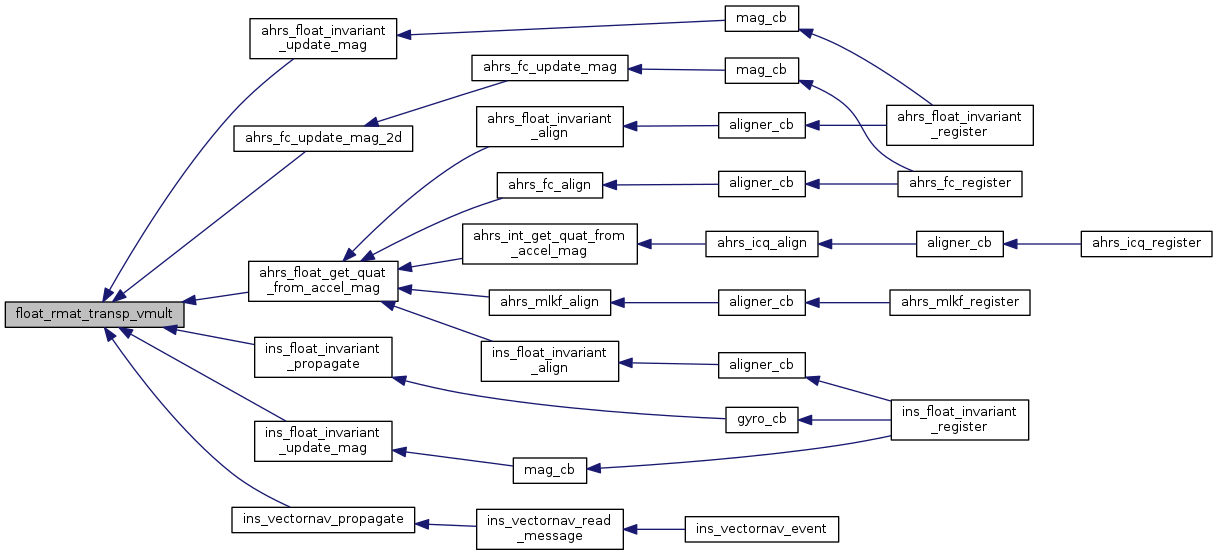 ahrs_float_invariant
_update_mag
mag_cb
ahrs_fc_update_mag
mag_cb
ahrs_fc_update_mag_2d
ahrs_float_invariant
_align
aligner_cb
ahrs_float_invariant
_register
ahrs_fc_align
aligner_cb
ahrs_fc_register
ahrs_int_get_quat_from
_accel_mag
ahrs_icq_align
aligner_cb
ahrs_icq_register
float_rmat_transp_vmult
ahrs_float_get_quat
_from_accel_mag
ahrs_mlkf_align
aligner_cb
ahrs_mlkf_register
ins_float_invariant
_propagate
ins_float_invariant
_align
aligner_cb
gyro_cb
ins_float_invariant
_register
ins_float_invariant
_update_mag
mag_cb
ins_vectornav_propagate
ins_vectornav_read
_message
ins_vectornav_event